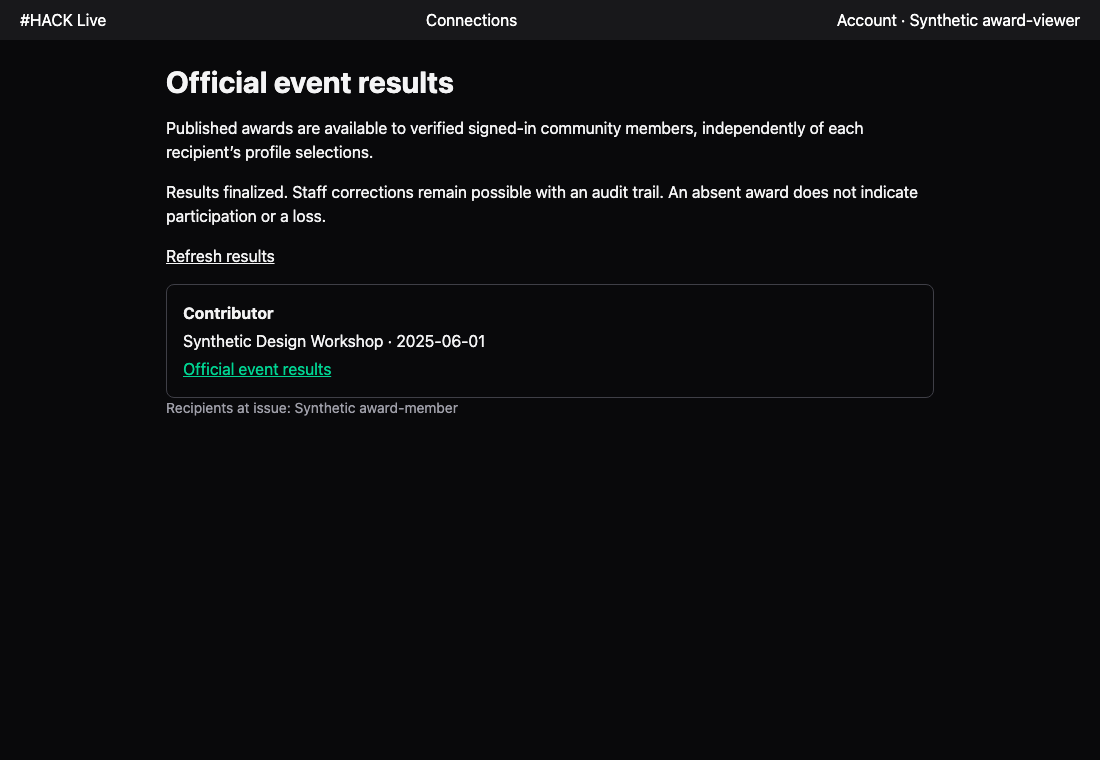 #HACK Live
Connections
Account · Synthetic award-viewer
Official event results
Published awards are available to verified signed-in community members, independently of each
recipient’s profile selections.
Results finalized. Staff corrections remain possible with an audit trail. An absent award does not indicate
participation or a loss.
Refresh results
Contributor
Synthetic Design Workshop · 2025-06-01
Official event results
Recipients at issue: Synthetic award-member